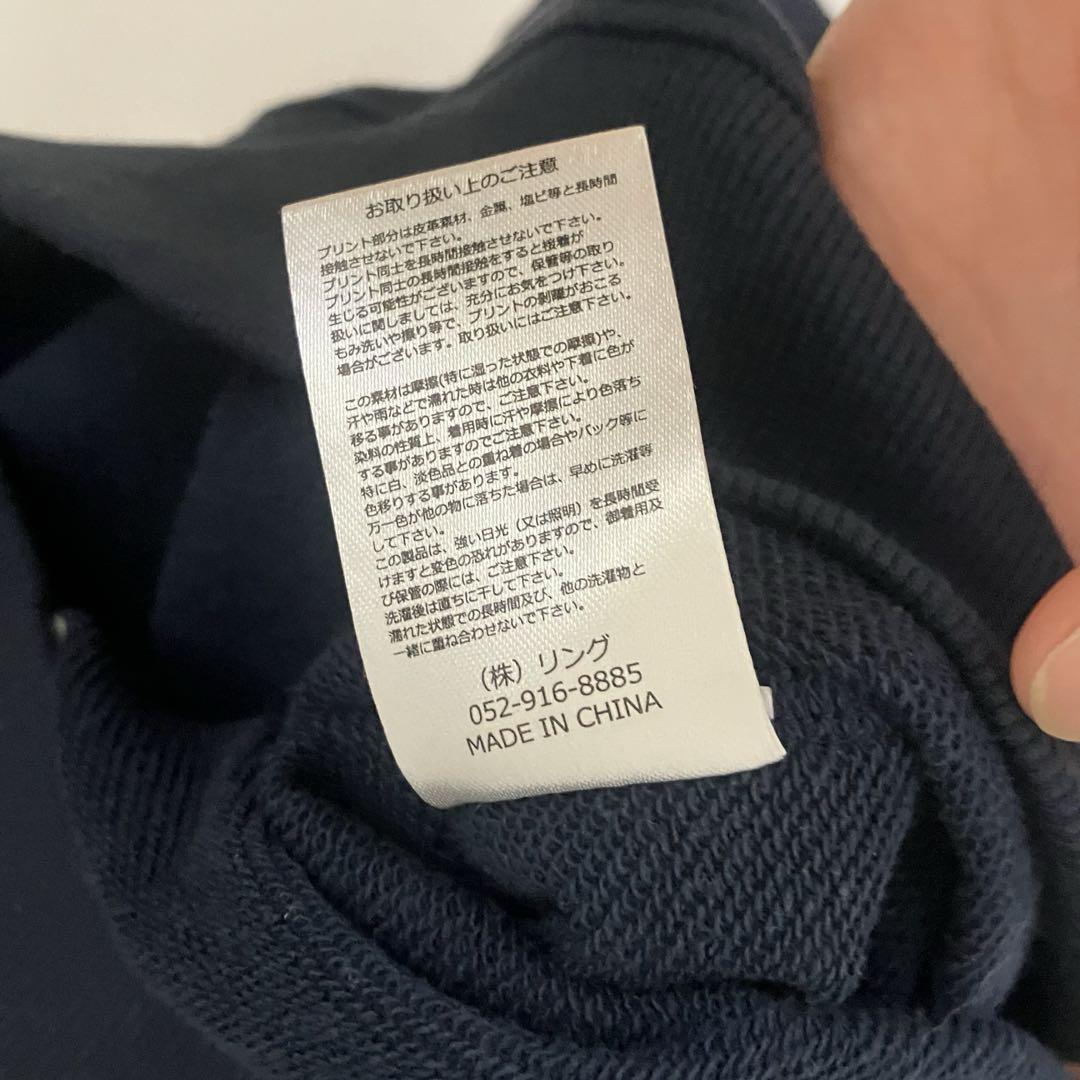 お取り扱い上のご注意
プリント部分は皮革素材、金属、塩ビ等と長時間
接触させないで下さい。
プリント同士を長時間接触させないで下さい。
プリント同士の長時間接触をすると接着が
生じる可能性がございますので、保管等の取り
扱いに関しましては、充分にお気をつけ下さい。
もみ洗いや擦り等で、プリントの剥離がおこる
場合がございます。取り扱いにはご注意下さい。
この素材は摩擦(特に湿った状態での摩擦)や、
汗や雨などで濡れた時は他の衣料や下着に色が
移る事がありますので、ご注意下さい。
染料の性質上、着用時に汗や摩擦により色落ち
する事がありますのでご注意下さい。
特に白、淡色品との重ね着の場合やバック等に
色移りする事があります。
万一色が他の物に落ちた場合は、早めに洗濯等
して下さい。
この製品は、強い日光（又は照明）を長時間受
けますと変色の恐れがありますので、御着用及
び保管の際には、ご注意下さい。
洗濯後は直ちに干して下さい。
濡れた状態での長時間及び、他の洗濯物と
一緒に重ね合わせないで下さい。
（株）リング
052-916-8885
MADE IN CHINA